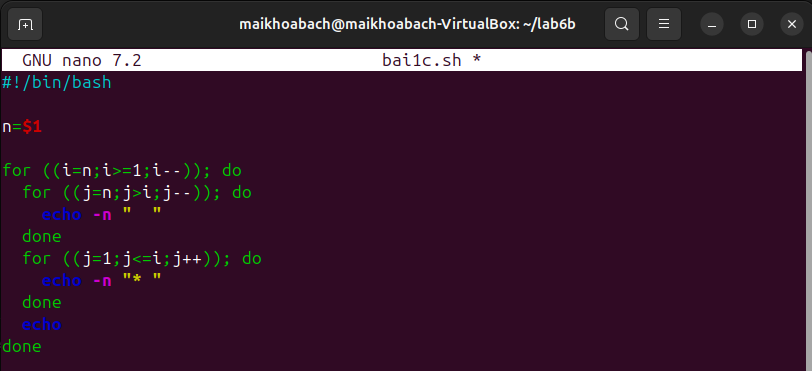 maikhoabach@maikhoabach-VirtualBox: ~/lab6b
GNU nano 7.2 bai1c.sh *
#!/bin/bash
n=$1
for ((i=n;i>=1;i--)); do
  for ((j=n;j>i;j--)); do
    echo -n "  "
  done
  for ((j=1;j<=i;j++)); do
    echo -n "* "
  done
  echo
done